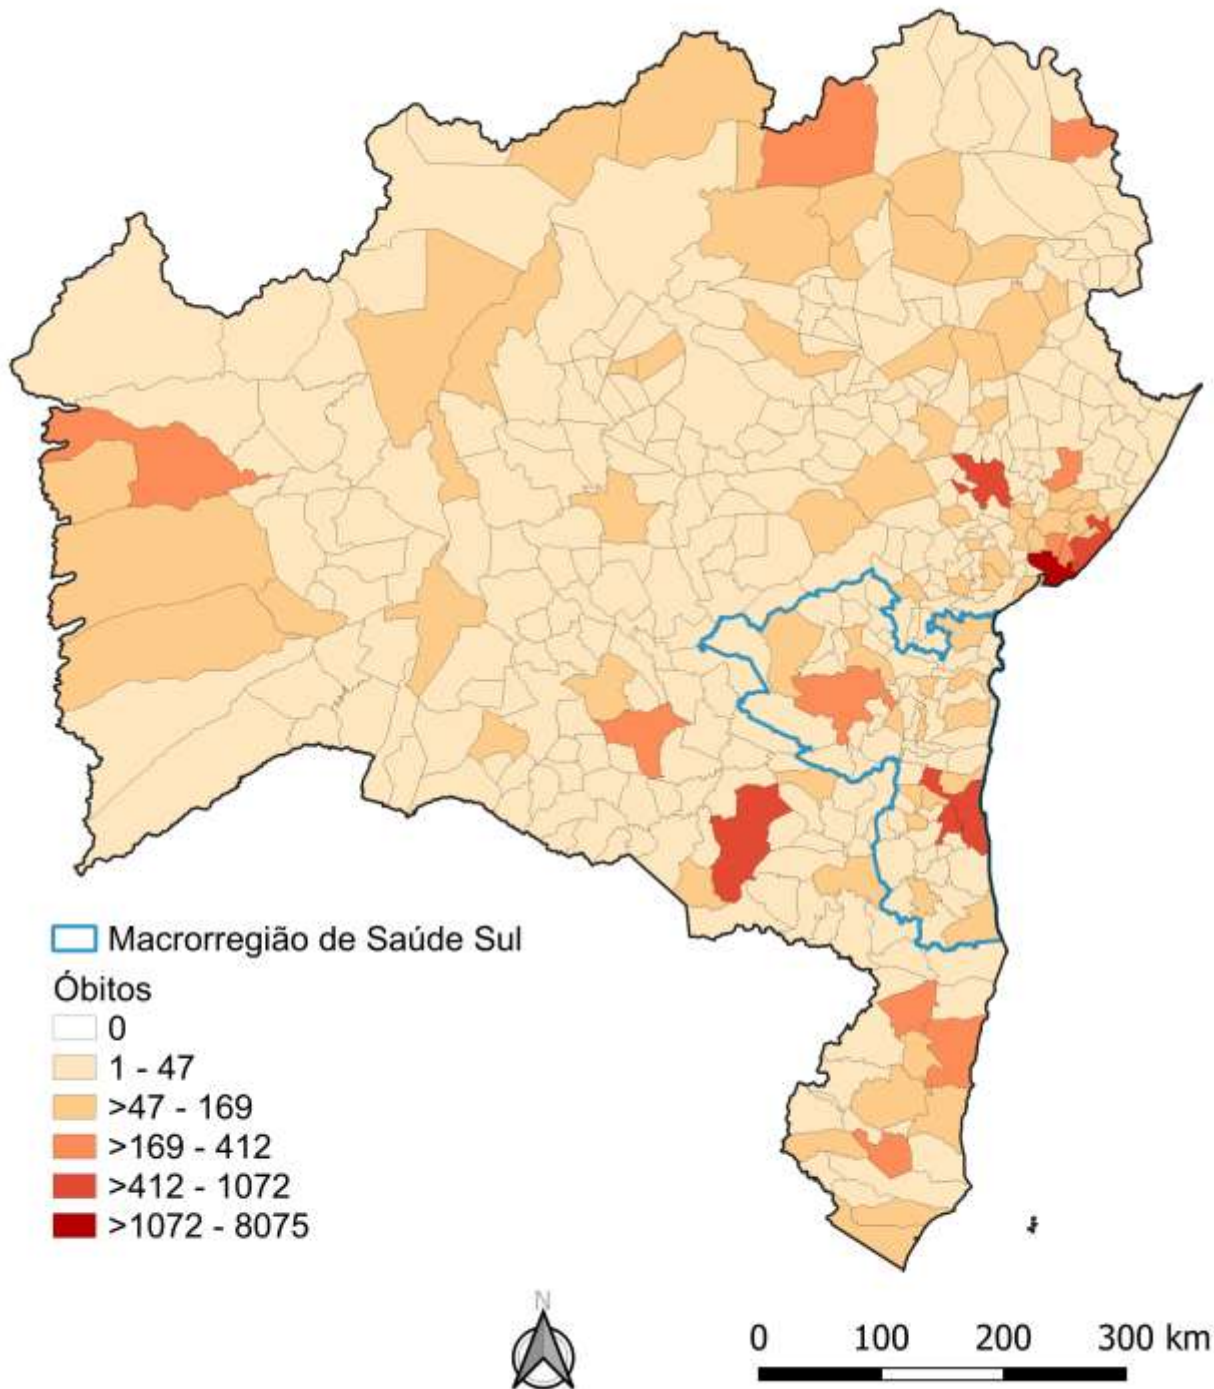 Macrorregião de Saúde Sul
Óbitos
0
1 - 47
>47 - 169
>169 - 412
>412 - 1072
>1072 - 8075
N
0 100 200 300 km